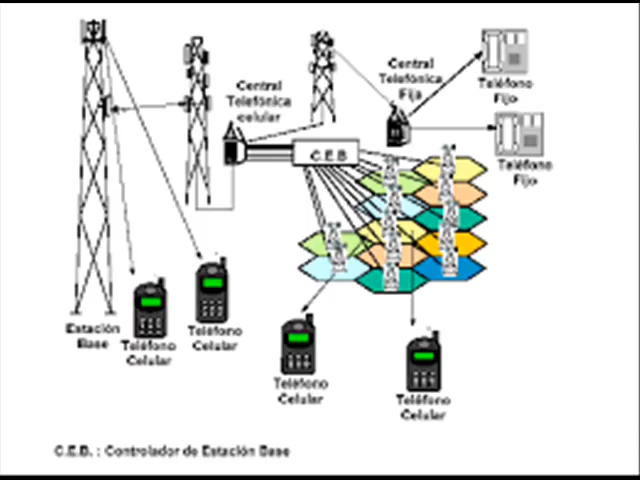 Central
Telefónica
celular
Central
Telefónica
Fija
Teléfono
Fijo
C.E.B
Teléfono
Fijo
Estación
Base
Teléfono
Celular
Teléfono
Celular
Teléfono
Celular
Teléfono
Celular
C.E.B. : Controlador de Estación Base